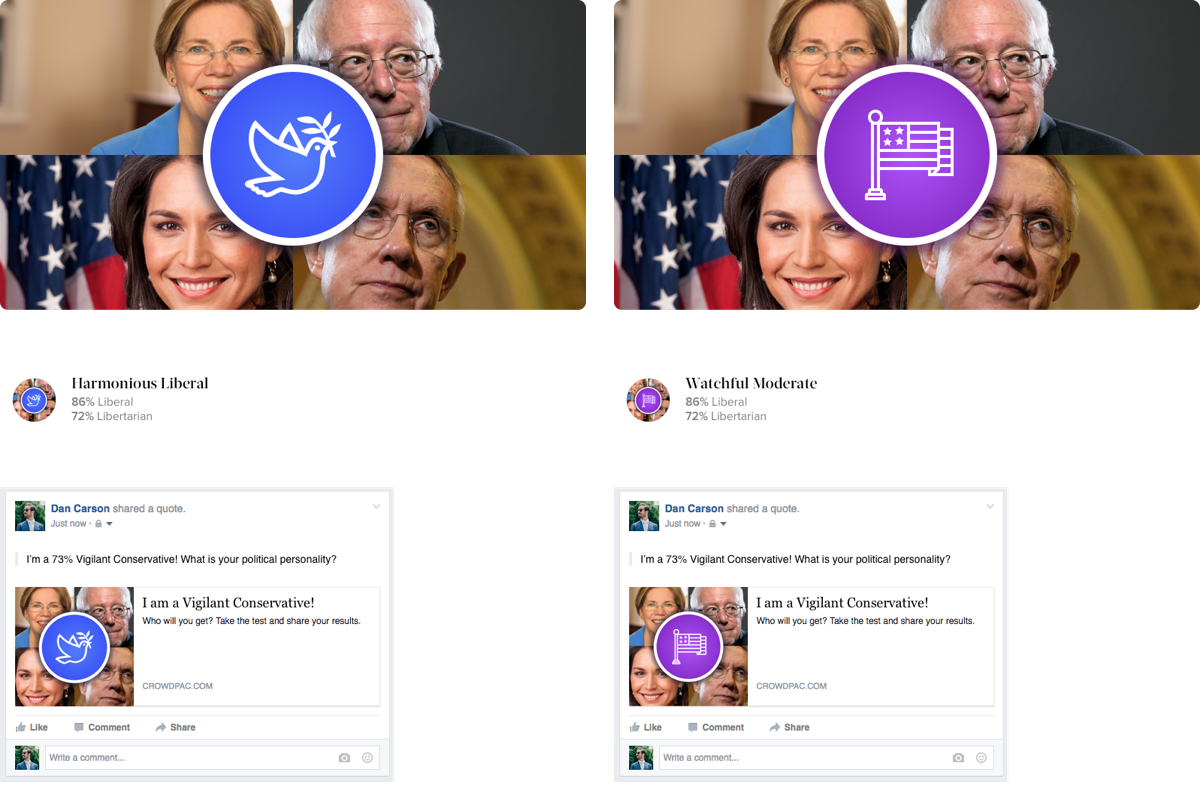 Harmonious Liberal
86% Liberal
72% Libertarian
Watchful Moderate
86% Liberal
72% Libertarian
Dan Carson shared a quote.
Just now ·
I'm a 73% Vigilant Conservative! What is your political personality?
I am a Vigilant Conservative!
Who will you get? Take the test and share your results.
CROWDPAC.COM
Like Comment Share
Write a comment...
Dan Carson shared a quote.
Just now ·
I'm a 73% Vigilant Conservative! What is your political personality?
I am a Vigilant Conservative!
Who will you get? Take the test and share your results.
CROWDPAC.COM
Like Comment Share
Write a comment...